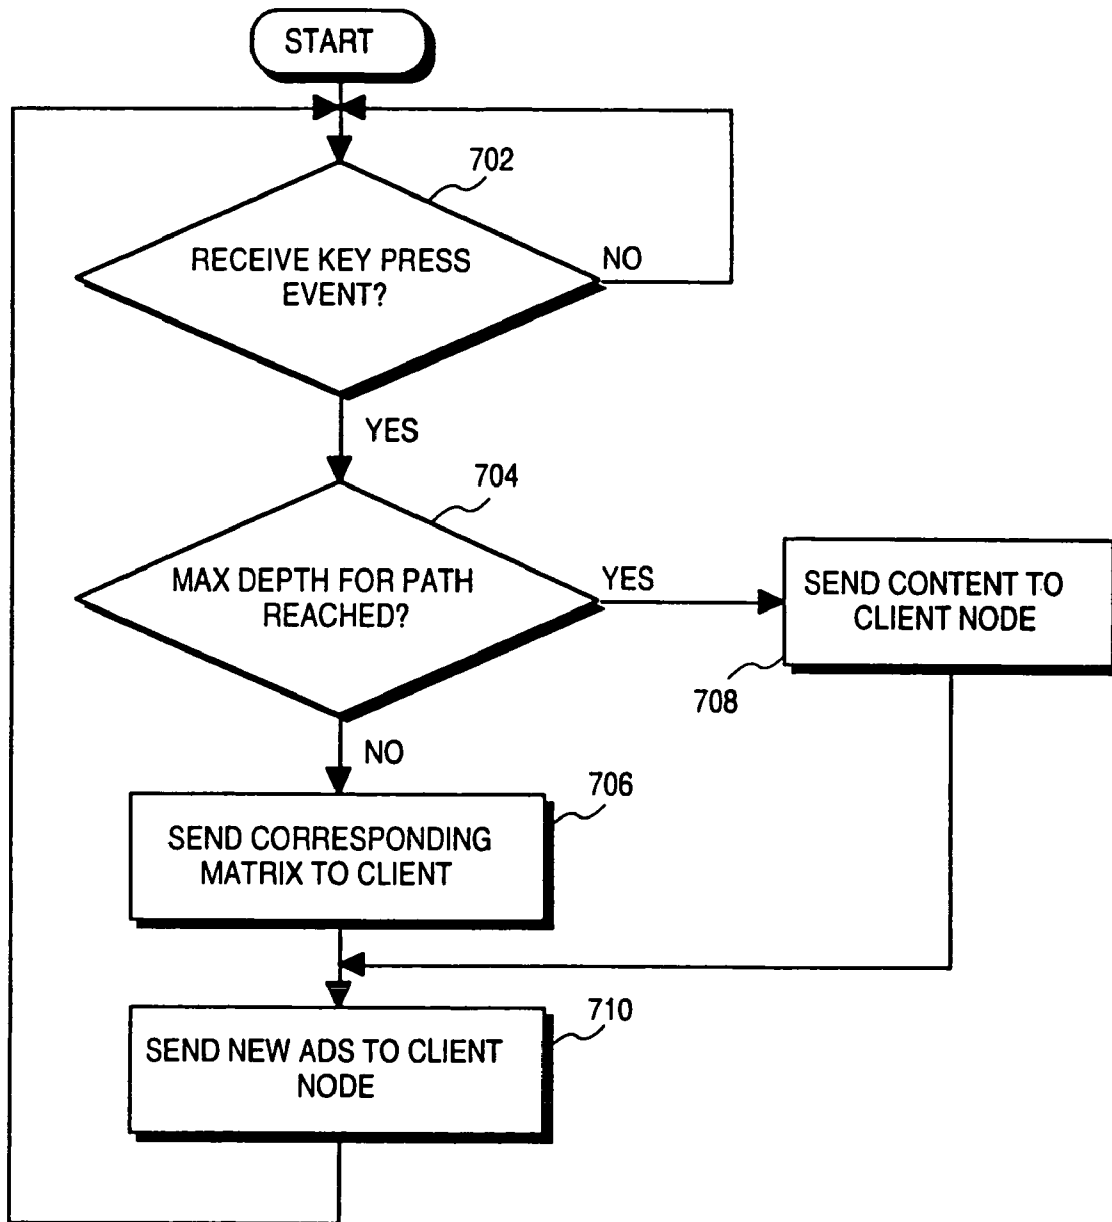 START
702
RECEIVE KEY PRESS
EVENT?
NO
YES
704
MAX DEPTH FOR PATH
REACHED?
YES
SEND CONTENT TO
CLIENT NODE
708
NO
706
SEND CORRESPONDING
MATRIX TO CLIENT
710
SEND NEW ADS TO CLIENT
NODE